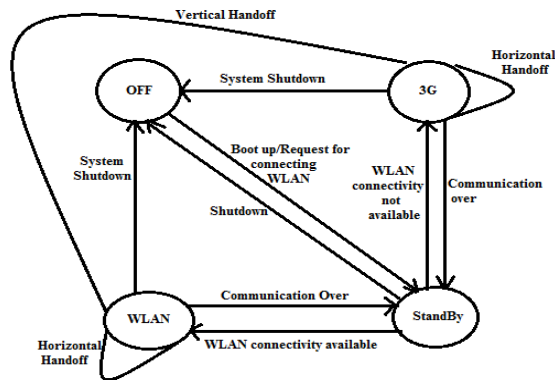 Vertical Handoff
Horizontal
Handoff
System Shutdown
OFF
3G
Boot up/Request for
connecting
WLAN
System
Shutdown
WLAN
connectivity
not
available
Communication
over
Shutdown
Communication Over
WLAN
StandBy
WLAN connectivity available
Horizontal
Handoff